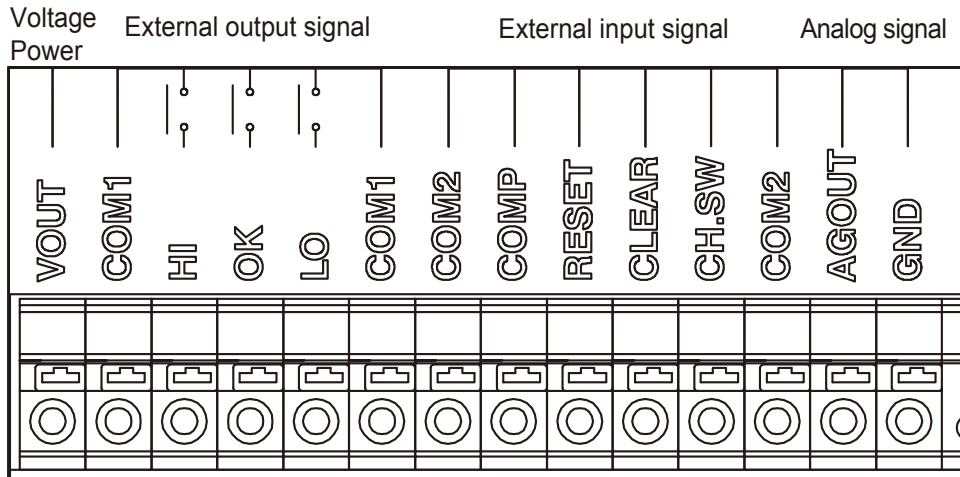 Voltage
Power
External output signal
External input signal
Analog signal
VOUT
COM1
HI
OK
LO
COM1
COM2
COMP
RESET
CLEAR
CH.SW
COM2
AGOUT
GND